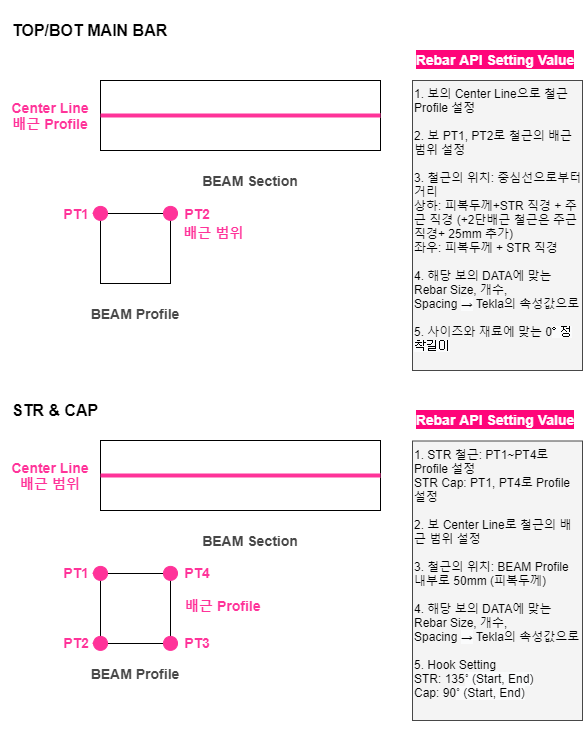 TOP/BOT MAIN BAR
Rebar API Setting Value
Center Line
배근 Profile
BEAM Section
PT1
PT2
배근 범위
BEAM Profile
1. 보의 Center Line으로 철근
Profile 설정
2. 보 PT1, PT2로 철근의 배근
범위 설정
3. 철근의 위치: 중심선으로부터
거리
상하: 피복두께+STR 직경 + 주
근 직경 (+2단배근 철근은 주근
직경+ 25mm 추가)
좌우: 피복두께 + STR 직경
4. 해당 보의 DATA에 맞는
Rebar Size, 개수,
Spacing → Tekla의 속성값으로
5. 사이즈와 재료에 맞는 0° 정
착길이
STR & CAP
Rebar API Setting Value
Center Line
배근 범위
BEAM Section
PT1
PT4
배근 Profile
PT2
PT3
BEAM Profile
1. STR 철근: PT1~PT4로
Profile 설정
STR Cap: PT1, PT4로 Profile
설정
2. 보 Center Line로 철근의 배
근 범위 설정
3. 철근의 위치: BEAM Profile
내부로 50mm (피복두께)
4. 해당 보의 DATA에 맞는
Rebar Size, 개수,
Spacing → Tekla의 속성값으로
5. Hook Setting
STR: 135° (Start, End)
Cap: 90° (Start, End)